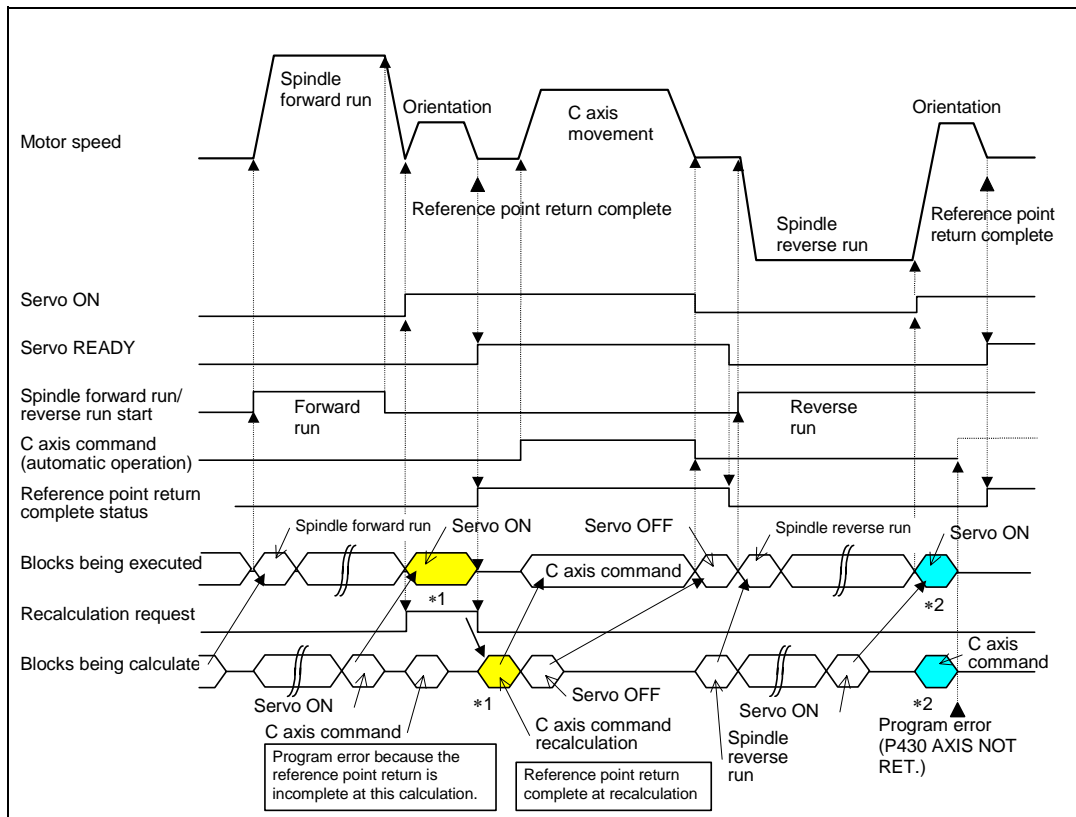 Spindle
forward run
Orientation
C axis
movement
Orientation
Motor speed
Reference point return complete
Spindle
reverse run
Reference point
return complete
Servo ON
Servo READY
Spindle forward run/
reverse run start
Forward
run
Reverse
run
C axis command
(automatic operation)
Reference point return
complete status
Spindle forward run
Servo ON
Servo OFF
Spindle reverse run
Servo ON
Blocks being executed
C axis command
*1
*2
Recalculation request
Blocks being calculate
C axis
command
Servo ON
*1
Servo OFF
Servo ON
*2
C axis command
C axis command
recalculation
Spindle
reverse
run
Program error
(P430 AXIS NOT
RET.)
Program error because the
reference point return is
incomplete at this calculation.
Reference point return
complete at recalculation